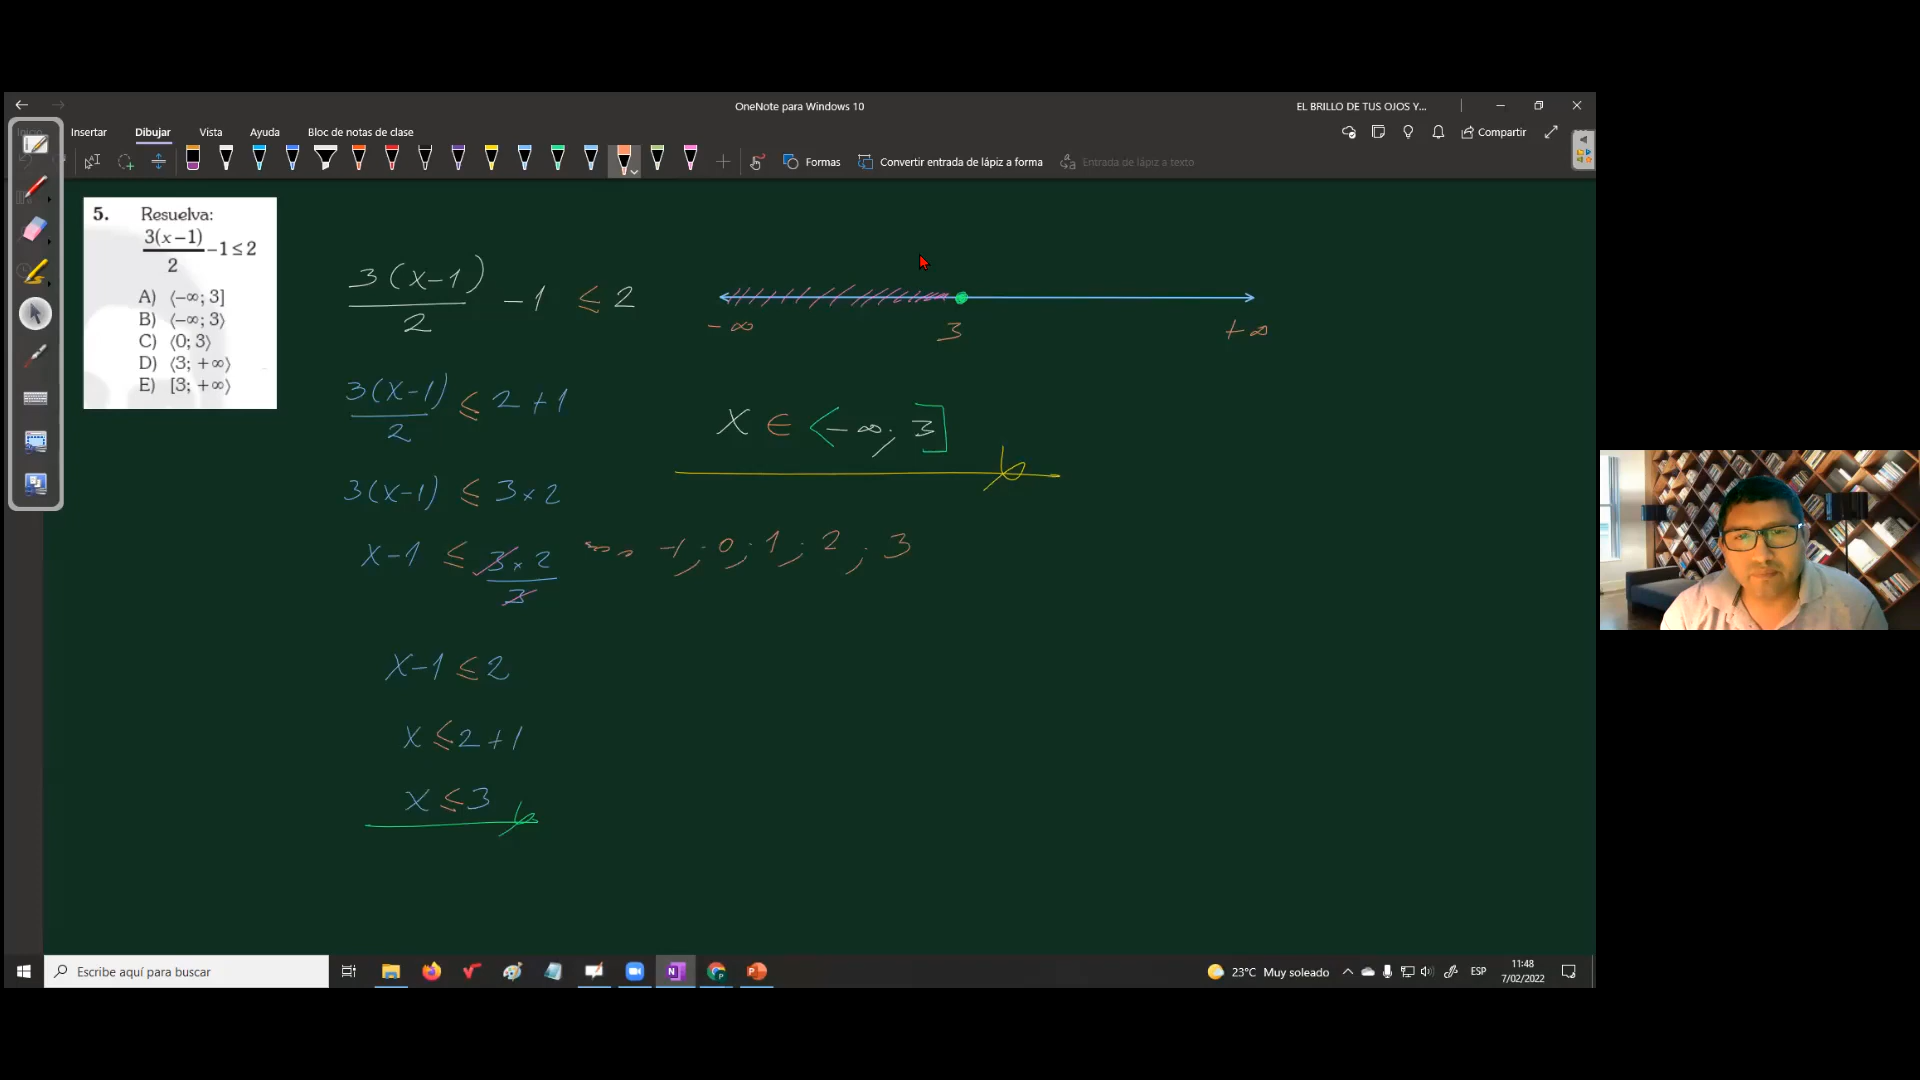 OneNote para Windows 10
EL BRILLO DE TUS OJOS Y...
Insertar Dibujar Vista Ayuda Bloc de notas de clase
Compartir
Formas Convertir entrada de lápiz a forma Entrada de lápiz a texto
5. Resuelva:
3(x−1)/2 −1 ≤ 2
A) ⟨−∞; 3]
B) ⟨−∞; 3⟩
C) ⟨0; 3⟩
D) ⟨3; +∞⟩
E) [3; +∞⟩
3(x−1)/2 − 1 ≤ 2
3(x−1)/2 ≤ 2+1
3(x−1) ≤ 3×2
x−1 ≤ 3×2/3
x−1 ≤ 2
x ≤ 2+1
x ≤ 3
−∞ 3 +∞
x ∈ ⟨−∞; 3]
-1; 0; 1; 2; 3
Escribe aquí para buscar
23°C Muy soleado
ESP
11:48
7/02/2022